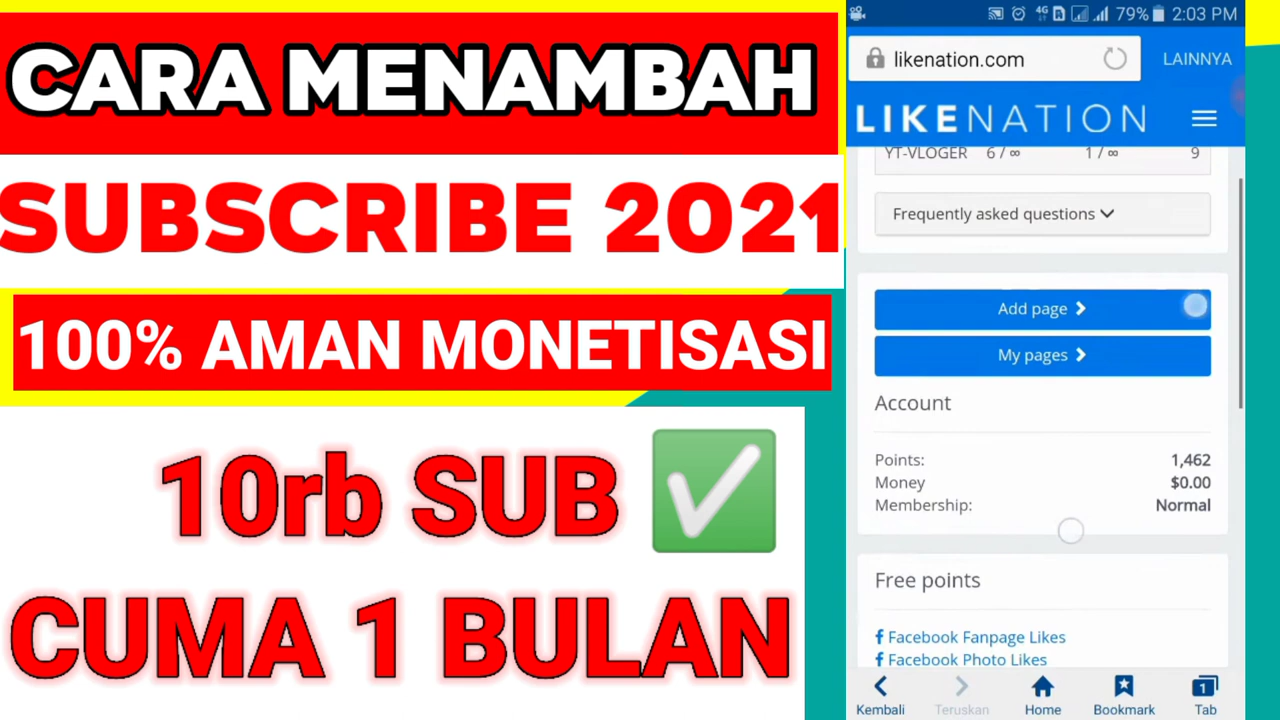 CARA MENAMBAH
SUBSCRIBE 2021
100% AMAN MONETISASI
10rb SUB
CUMA 1 BULAN
4G 79% 2:03 PM
likenation.com
LAINNYA
LIKENATION
YT-VLOGER 6 / ∞ 1 / ∞ 9
Frequently asked questions
Add page
My pages
Account
Points: 1,462
Money $0.00
Membership: Normal
Free points
Facebook Fanpage Likes
Facebook Photo Likes
Kembali Teruskan Home Bookmark 1 Tab